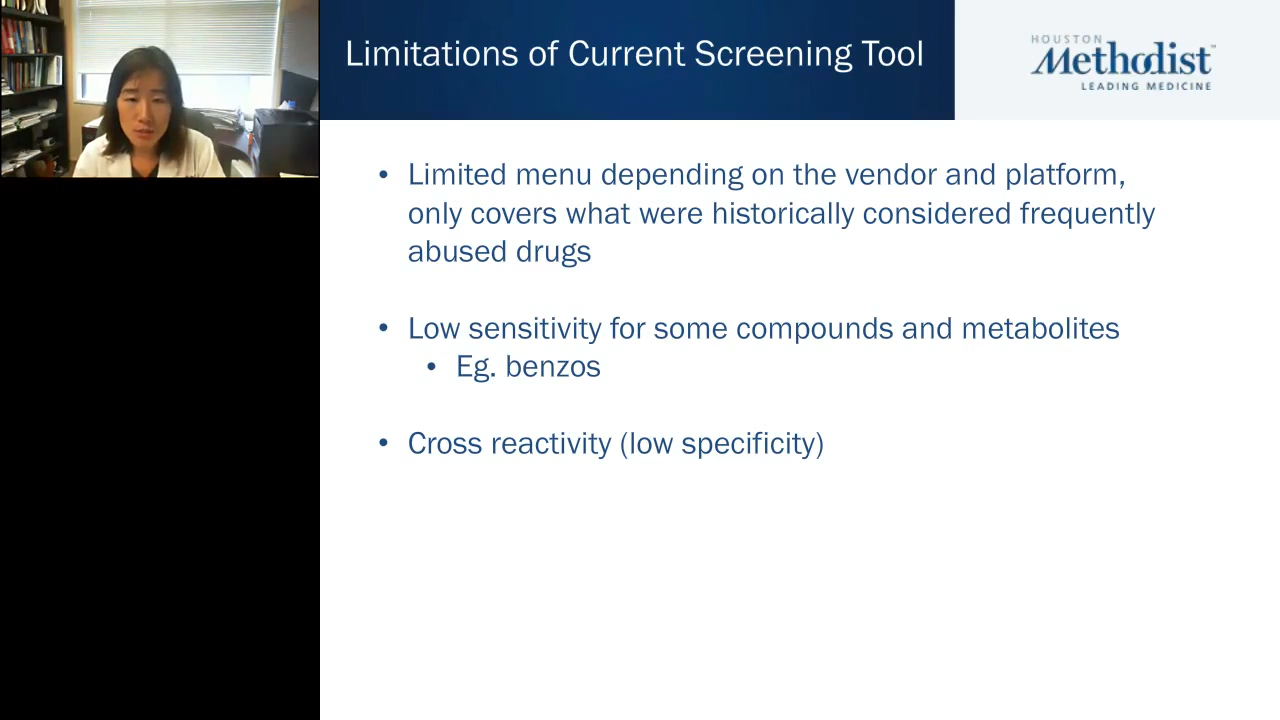 Limitations of Current Screening Tool
HOUSTON
Methodist
LEADING MEDICINE
• Limited menu depending on the vendor and platform,
only covers what were historically considered frequently
abused drugs
• Low sensitivity for some compounds and metabolites
• Eg. benzos
• Cross reactivity (low specificity)